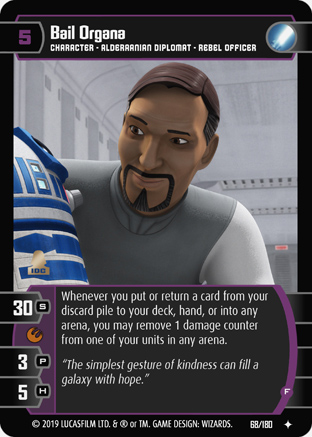 5
Bail Organa
CHARACTER • ALDERAANIAN DIPLOMAT • REBEL OFFICER
IDC
30 S
3 P
5 H
Whenever you put or return a card from your
discard pile to your deck, hand, or into any
arena, you may remove 1 damage counter
from one of your units in any arena.
“The simplest gesture of kindness can fill a
galaxy with hope.”
F
© 2019 LUCASFILM LTD. & ® or TM. GAME DESIGN: WIZARDS.
68/180